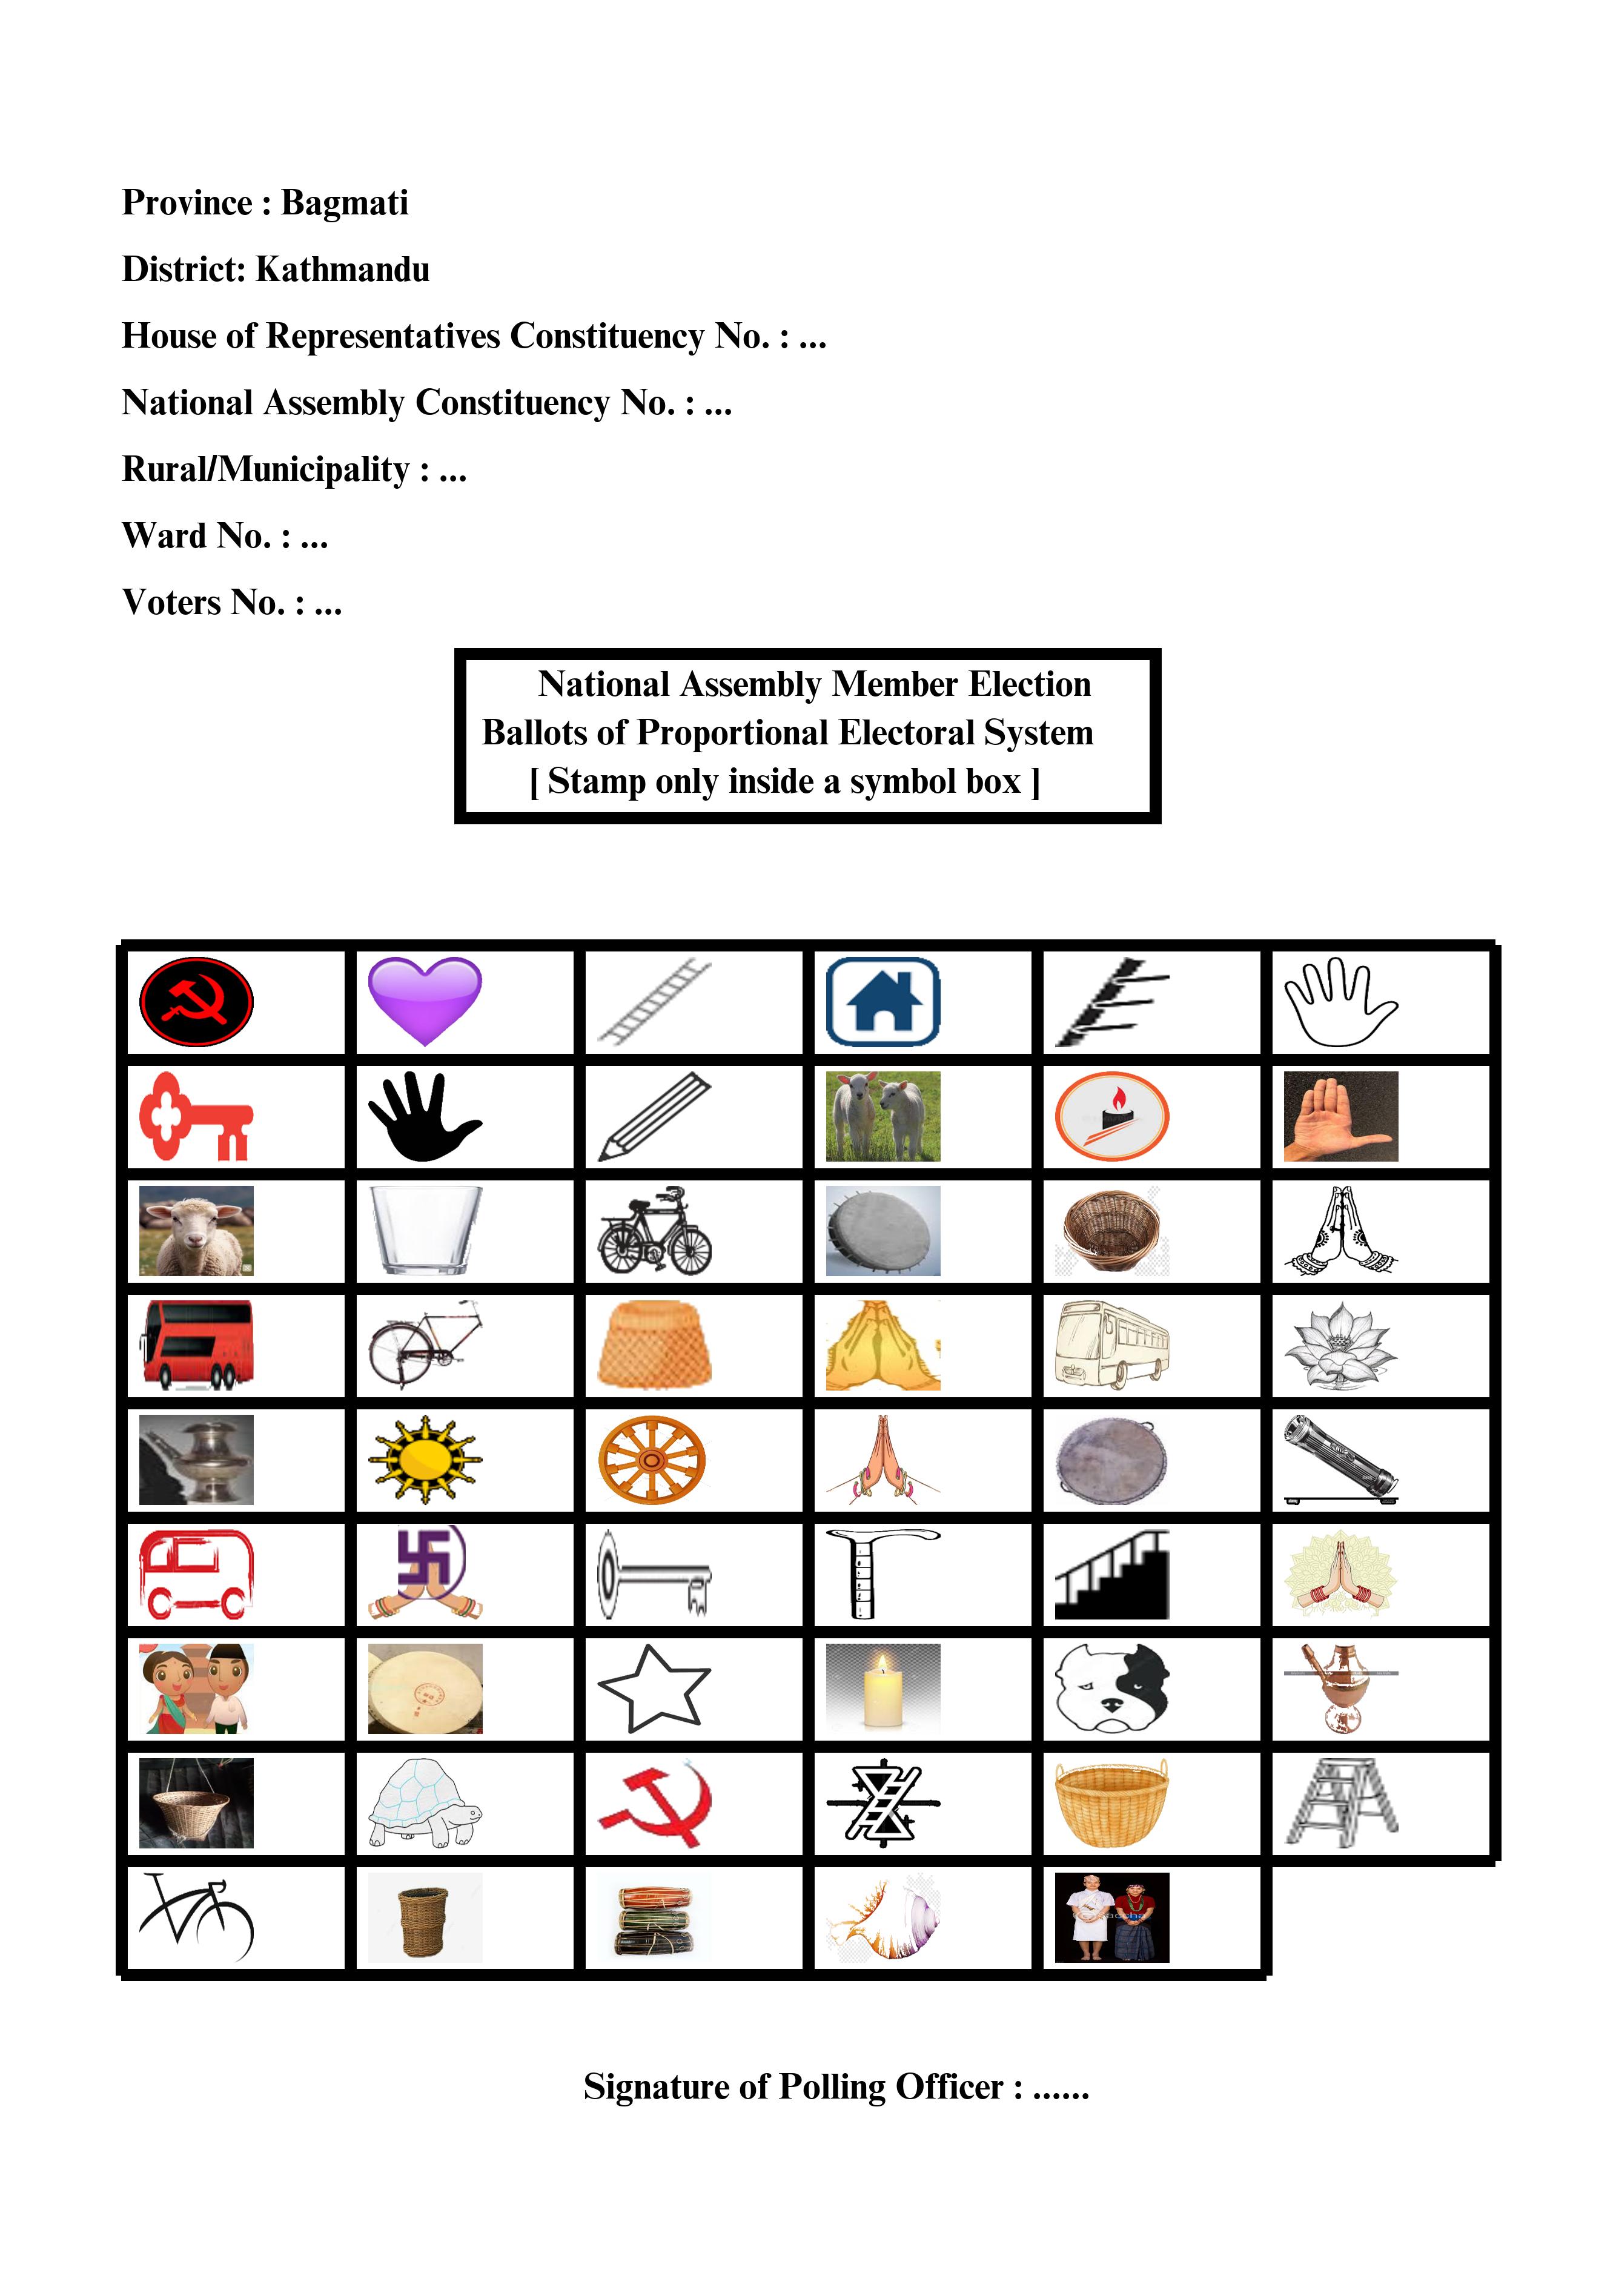 Province : Bagmati
District: Kathmandu
House of Representatives Constituency No. : ...
National Assembly Constituency No. : ...
Rural/Municipality : ...
Ward No. : ...
Voters No. : ...
National Assembly Member Election
Ballots of Proportional Electoral System
[ Stamp only inside a symbol box ]
Signature of Polling Officer : ......